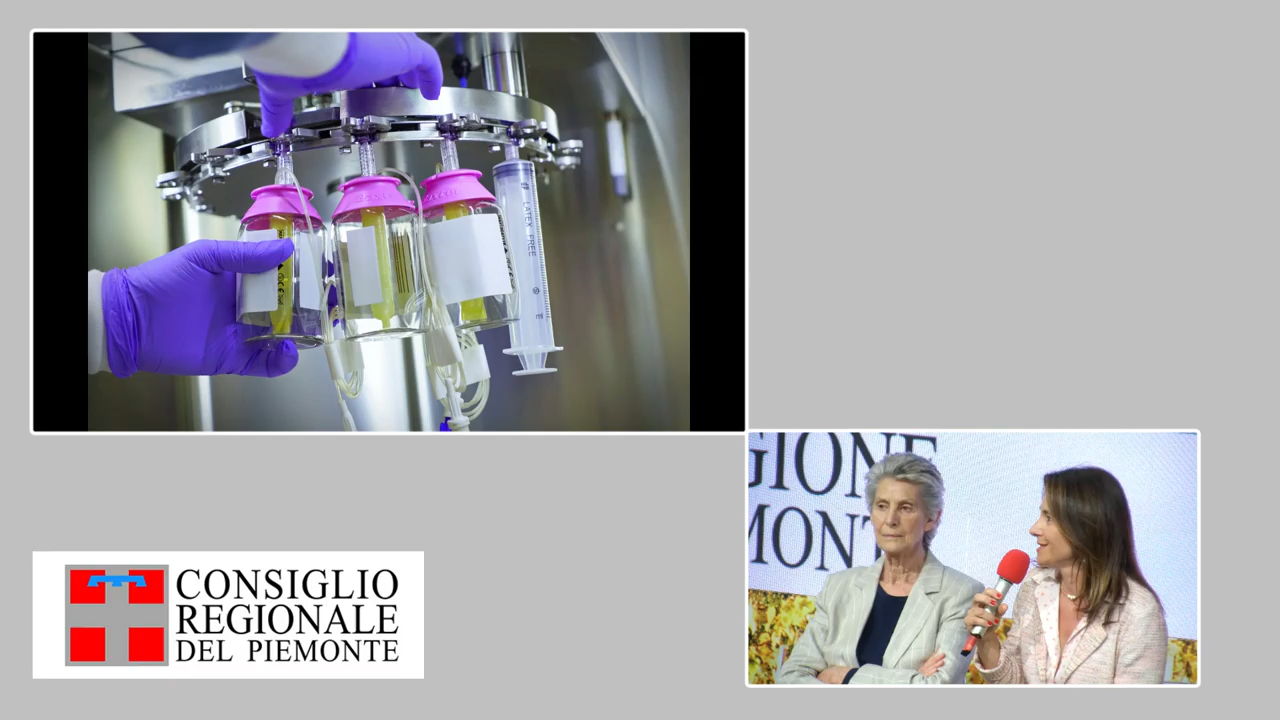 LATEX FREE
GIONE
MONT
CONSIGLIO
REGIONALE
DEL PIEMONTE